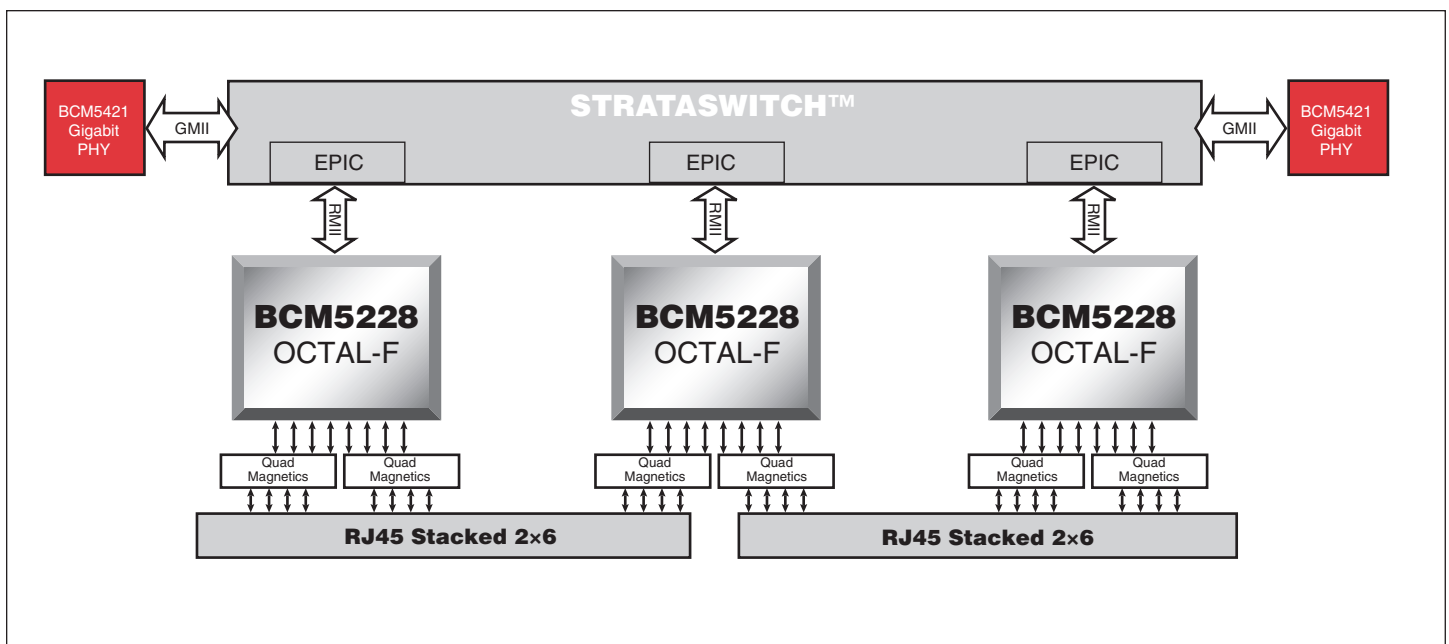 STRATASWITCH™
BCM5421
Gigabit
PHY
GMII
GMII
BCM5421
Gigabit
PHY
EPIC
EPIC
EPIC
RMII
RMII
RMII
BCM5228
OCTAL-F
BCM5228
OCTAL-F
BCM5228
OCTAL-F
Quad
Magnetics
Quad
Magnetics
Quad
Magnetics
Quad
Magnetics
Quad
Magnetics
Quad
Magnetics
RJ45 Stacked 2×6
RJ45 Stacked 2×6